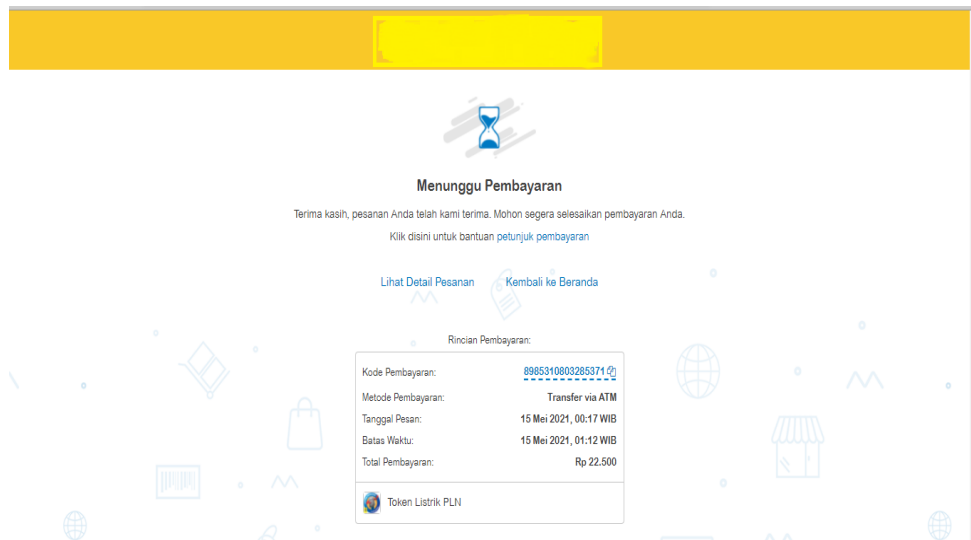 Menunggu Pembayaran
Terima kasih, pesanan Anda telah kami terima. Mohon segera selesaikan pembayaran Anda.
Klik disini untuk bantuan petunjuk pembayaran
Lihat Detail Pesanan Kembali ke Beranda
Rincian Pembayaran:
Kode Pembayaran: 8985310803285371
Metode Pembayaran: Transfer via ATM
Tanggal Pesan: 15 Mei 2021, 00:17 WIB
Batas Waktu: 15 Mei 2021, 01:12 WIB
Total Pembayaran: Rp 22.500
Token Listrik PLN